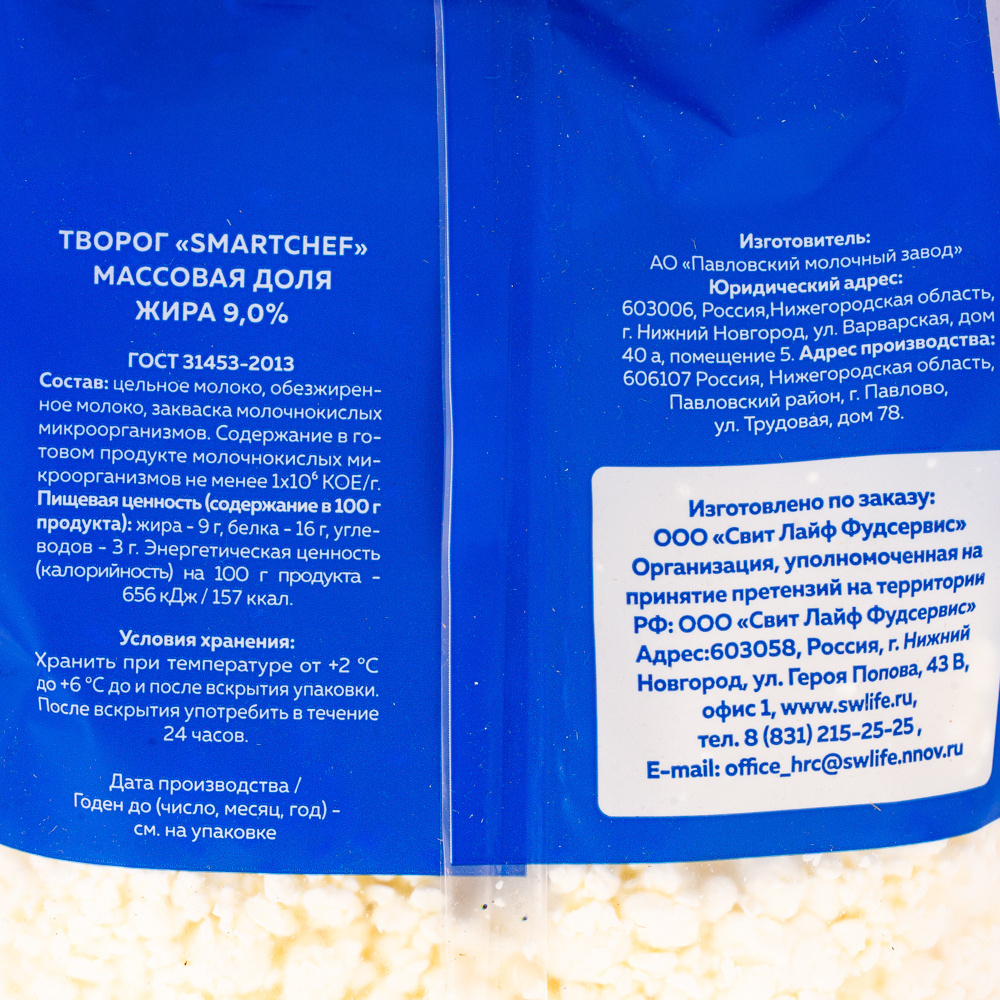 ТВОРОГ «SMARTCHEF»
МАССОВАЯ ДОЛЯ
ЖИРА 9,0%
ГОСТ 31453-2013
Состав: цельное молоко, обезжирен-
ное молоко, закваска молочнокислых
микроорганизмов. Содержание в го-
товом продукте молочнокислых ми-
кроорганизмов не менее 1х10⁶ КОЕ/г.
Пищевая ценность (содержание в 100 г
продукта): жира - 9 г, белка - 16 г, угле-
водов - 3 г. Энергетическая ценность
(калорийность) на 100 г продукта -
656 кДж / 157 ккал.
Условия хранения:
Хранить при температуре от +2 °С
до +6 °С до и после вскрытия упаковки.
После вскрытия употребить в течение
24 часов.
Дата производства /
Годен до (число, месяц, год) -
см. на упаковке
Изготовитель:
АО «Павловский молочный завод»
Юридический адрес:
603006, Россия,Нижегородская область,
г. Нижний Новгород, ул. Варварская, дом
40 а, помещение 5. Адрес производства:
606107 Россия, Нижегородская область,
Павловский район, г. Павлово,
ул. Трудовая, дом 78.
Изготовлено по заказу:
ООО «Свит Лайф Фудсервис»
Организация, уполномоченная на
принятие претензий на территории
РФ: ООО «Свит Лайф Фудсервис»
Адрес:603058, Россия, г. Нижний
Новгород, ул. Героя Попова, 43 В,
офис 1, www.swlife.ru,
тел. 8 (831) 215-25-25 ,
E-mail: office_hrc@swlife.nnov.ru